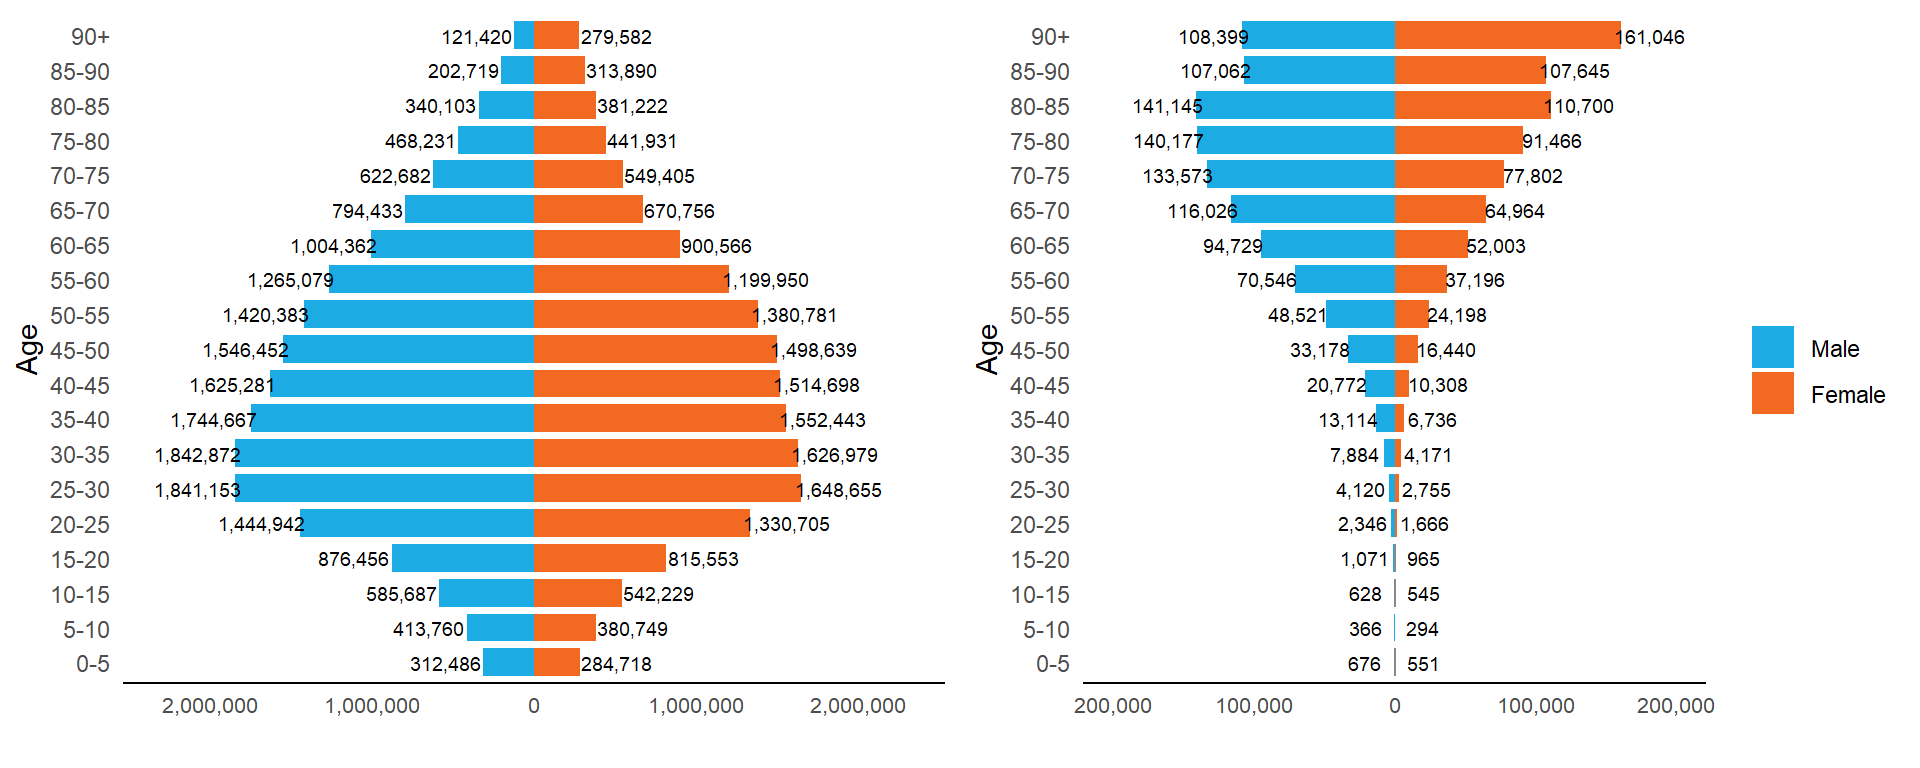 90+ 121,420 279,582
85-90 202,719 313,890
80-85 340,103 381,222
75-80 468,231 441,931
70-75 622,682 549,405
65-70 794,433 670,756
60-65 1,004,362 900,566
55-60 1,265,079 1,199,950
50-55 1,420,383 1,380,781
45-50 1,546,452 1,498,639
40-45 1,625,281 1,514,698
35-40 1,744,667 1,552,443
30-35 1,842,872 1,626,979
25-30 1,841,153 1,648,655
20-25 1,444,942 1,330,705
15-20 876,456 815,553
10-15 585,687 542,229
5-10 413,760 380,749
0-5 312,486 284,718
2,000,000 1,000,000 0 1,000,000 2,000,000
Age
90+ 108,399 161,046
85-90 107,062 107,645
80-85 141,145 110,700
75-80 140,177 91,466
70-75 133,573 77,802
65-70 116,026 64,964
60-65 94,729 52,003
55-60 70,546 37,196
50-55 48,521 24,198
45-50 33,178 16,440
40-45 20,772 10,308
35-40 13,114 6,736
30-35 7,884 4,171
25-30 4,120 2,755
20-25 2,346 1,666
15-20 1,071 965
10-15 628 545
5-10 366 294
0-5 676 551
200,000 100,000 0 100,000 200,000
Age
Male
Female